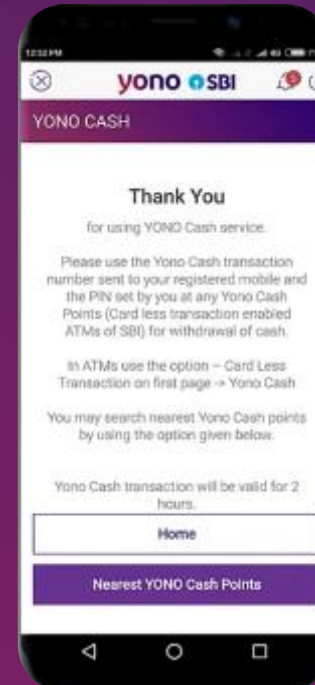 12:52 PM
yono SBI
YONO CASH
Thank You
for using YONO Cash service.
Please use the Yono Cash transaction
number sent to your registered mobile and
the PIN set by you at any Yono Cash
Points (Card less transaction enabled
ATMs of SBI) for withdrawal of cash.
In ATMs use the option – Card Less
Transaction on first page -> Yono Cash
You may search nearest Yono Cash points
by using the option given below.
Yono Cash transaction will be valid for 2
hours.
Home
Nearest YONO Cash Points